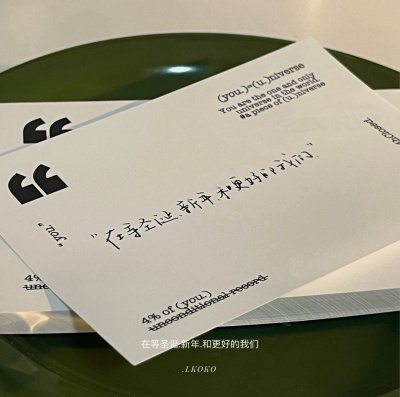 (you.)=(u.)niverse
You are the one and only
universe in the world.
#a piece of (u.)niverse
“
"you"
"在等圣诞.新年.和更好的我们"
4% of (you.)
unconditional record.
4%
在等圣诞.新年.和更好的我们
.LKOKO